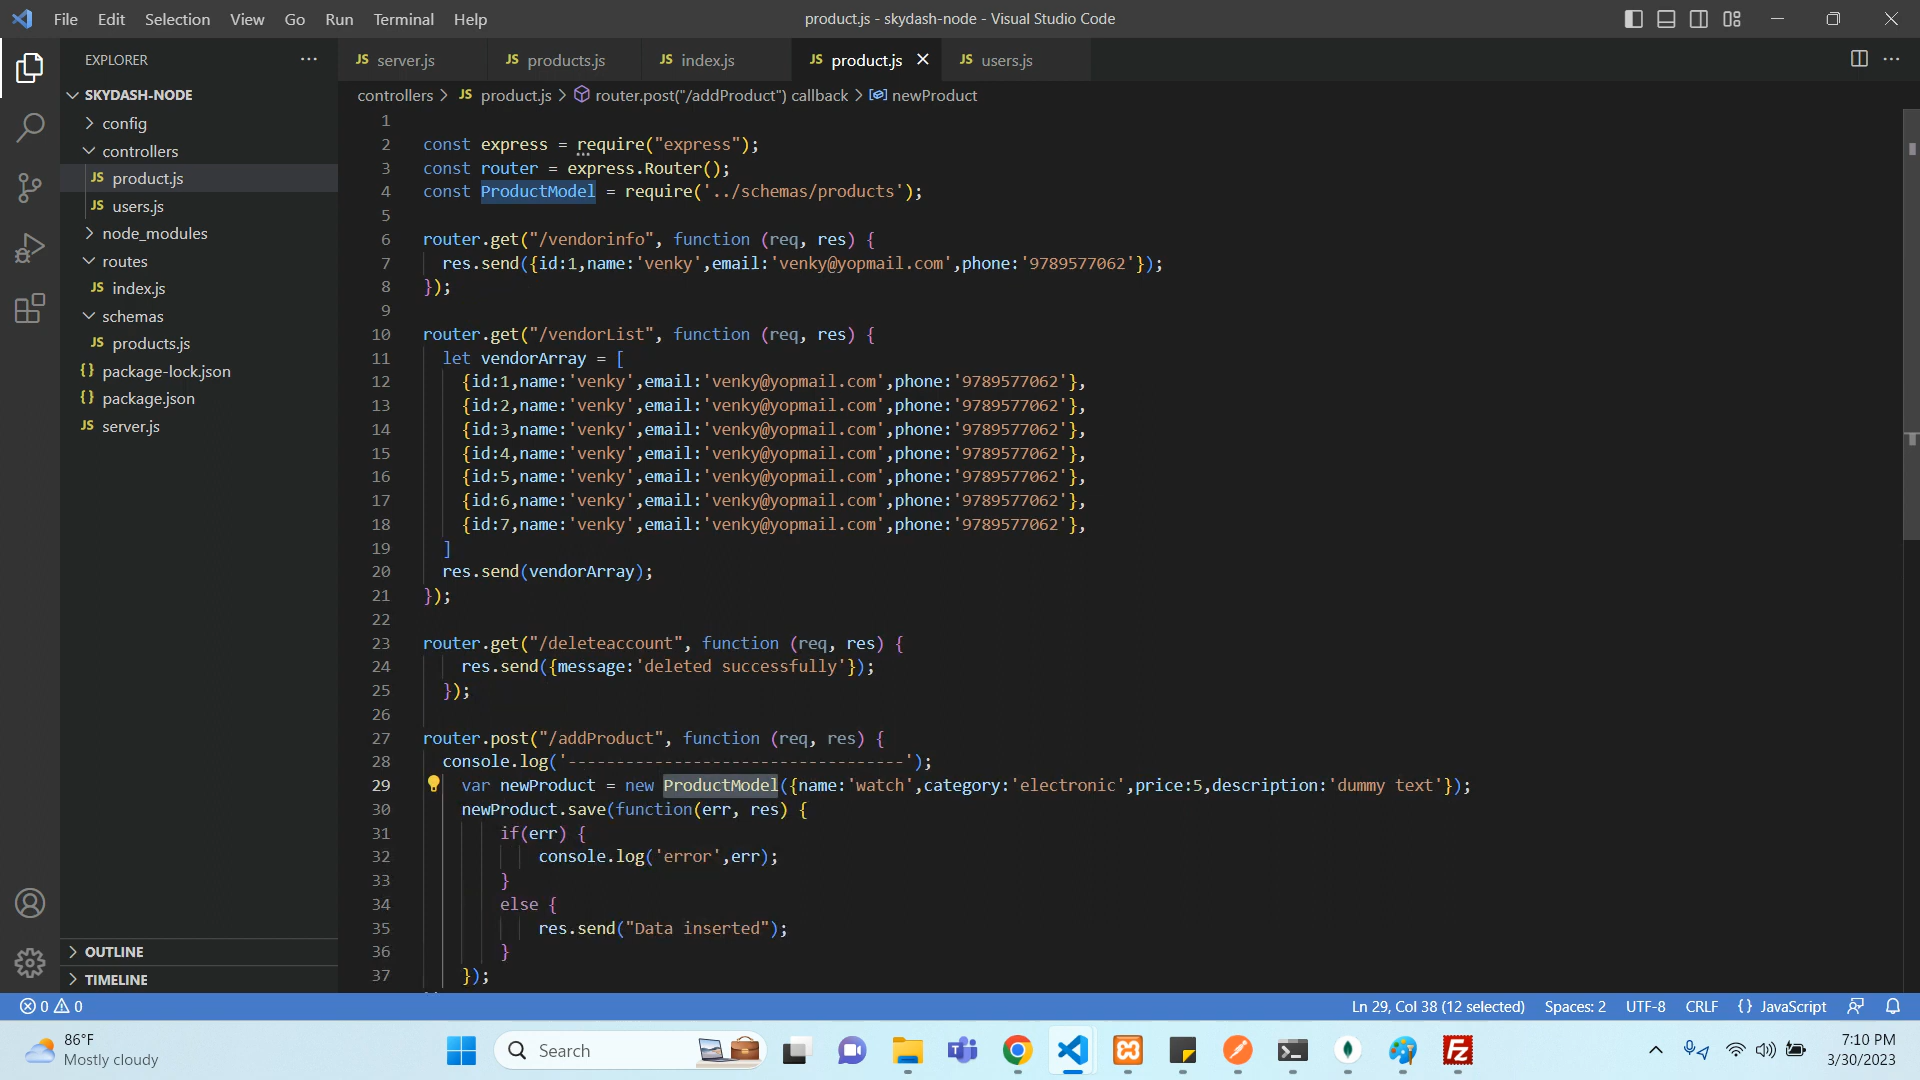 File Edit Selection View Go Run Terminal Help
product.js - skydash-node - Visual Studio Code
EXPLORER
SKYDASH-NODE
config
controllers
JS product.js
JS users.js
node_modules
routes
JS index.js
schemas
JS products.js
{} package-lock.json
{} package.json
JS server.js
OUTLINE
TIMELINE
JS server.js JS products.js JS index.js JS product.js JS users.js
controllers > JS product.js > router.post("/addProduct") callback > newProduct
1
2 const express = require("express");
3 const router = express.Router();
4 const ProductModel = require('../schemas/products');
5
6 router.get("/vendorinfo", function (req, res) {
7 res.send({id:1,name:'venky',email:'venky@yopmail.com',phone:'9789577062'});
8 });
9
10 router.get("/vendorList", function (req, res) {
11 let vendorArray = [
12 {id:1,name:'venky',email:'venky@yopmail.com',phone:'9789577062'},
13 {id:2,name:'venky',email:'venky@yopmail.com',phone:'9789577062'},
14 {id:3,name:'venky',email:'venky@yopmail.com',phone:'9789577062'},
15 {id:4,name:'venky',email:'venky@yopmail.com',phone:'9789577062'},
16 {id:5,name:'venky',email:'venky@yopmail.com',phone:'9789577062'},
17 {id:6,name:'venky',email:'venky@yopmail.com',phone:'9789577062'},
18 {id:7,name:'venky',email:'venky@yopmail.com',phone:'9789577062'},
19 ]
20 res.send(vendorArray);
21 });
22
23 router.get("/deleteaccount", function (req, res) {
24 res.send({message:'deleted successfully'});
25 });
26
27 router.post("/addProduct", function (req, res) {
28 console.log('-----------------------------------');
29 var newProduct = new ProductModel({name:'watch',category:'electronic',price:5,description:'dummy text'});
30 newProduct.save(function(err, res) {
31 if(err) {
32 console.log('error',err);
33 }
34 else {
35 res.send("Data inserted");
36 }
37 });
0 0
Ln 29, Col 38 (12 selected) Spaces: 2 UTF-8 CRLF {} JavaScript
86°F
Mostly cloudy
Search
7:10 PM
3/30/2023